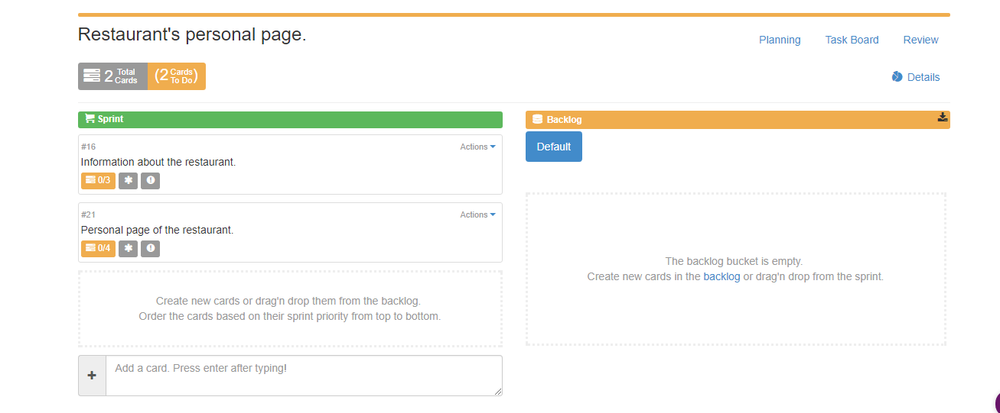 Restaurant's personal page.
Planning Task Board Review
2 Total Cards (2 Cards To Do)
Details
Sprint
#16 Actions
Information about the restaurant.
0/3
#21 Actions
Personal page of the restaurant.
0/4
Create new cards or drag'n drop them from the backlog.
Order the cards based on their sprint priority from top to bottom.
Add a card. Press enter after typing!
Backlog
Default
The backlog bucket is empty.
Create new cards in the backlog or drag'n drop from the sprint.